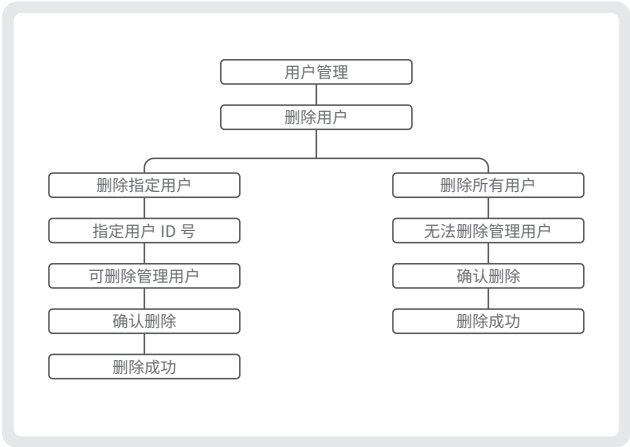 用户管理
删除用户
删除指定用户
指定用户 ID 号
可删除管理用户
确认删除
删除成功
删除所有用户
无法删除管理用户
确认删除
删除成功